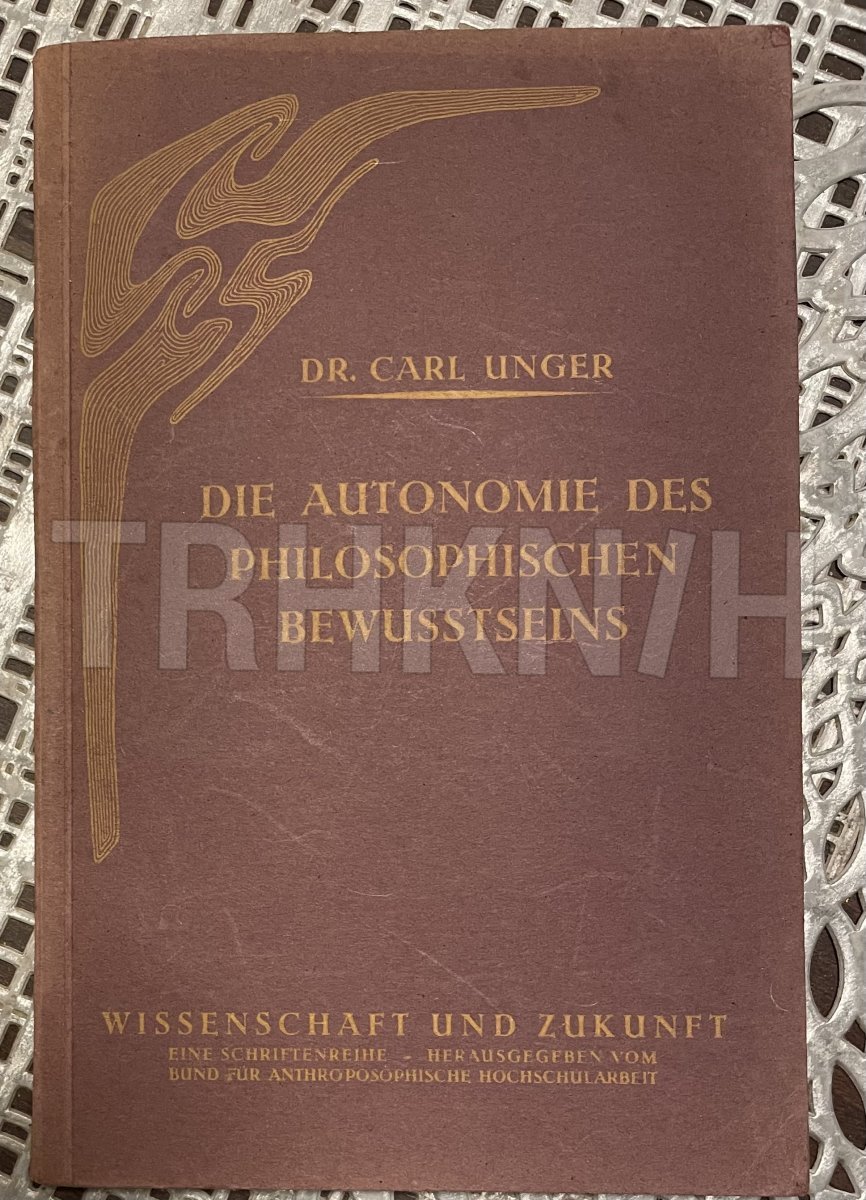 DR. CARL UNGER
DIE AUTONOMIE DES
PHILOSOPHISCHEN
BEWUSSTSEINS
TRHKN/H
WISSENSCHAFT UND ZUKUNFT
EINE SCHRIFTENREIHE – HERAUSGEGEBEN VOM
BUND FÜR ANTHROPOSOPHISCHE HOCHSCHULARBEIT